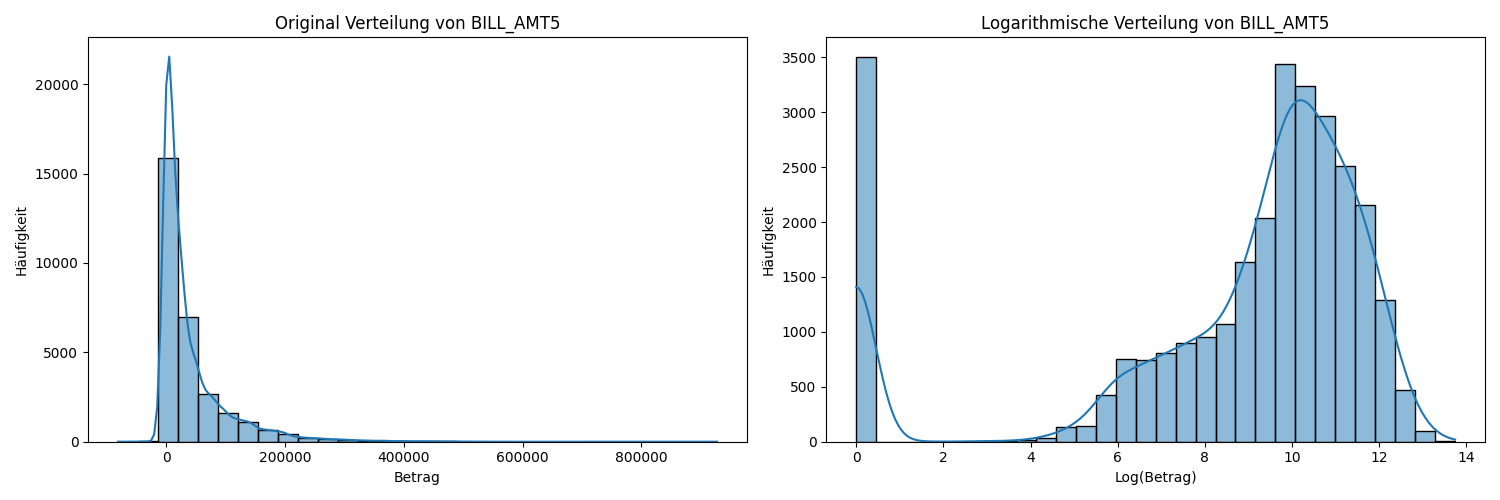 Original Verteilung von BILL_AMT5
Häufigkeit
20000
15000
10000
5000
0
0 200000 400000 600000 800000
Betrag
Logarithmische Verteilung von BILL_AMT5
Häufigkeit
3500
3000
2500
2000
1500
1000
500
0
0 2 4 6 8 10 12 14
Log(Betrag)